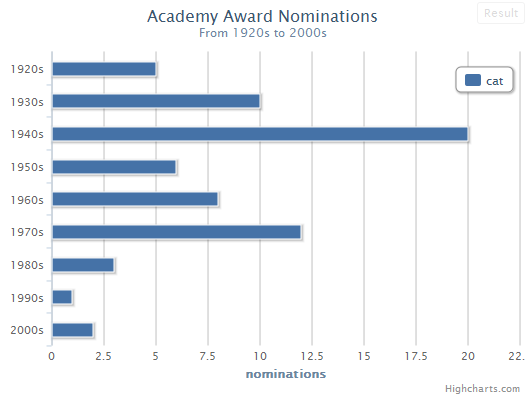 Academy Award Nominations
Result
From 1920s to 2000s
cat
1920s
1930s
1940s
1950s
1960s
1970s
1980s
1990s
2000s
0 2.5 5 7.5 10 12.5 15 17.5 20 22.
nominations
Highcharts.com